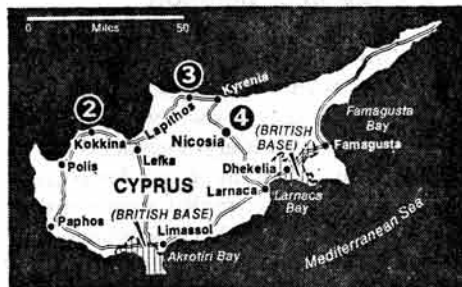 0 50
Miles
3
Kyrenia
2
Lapithos
4
Kokkina
Nicosia
(BRITISH
BASE)
Famagusta
Bay
Lefka
Famagusta
Polis
Dhekelia
CYPRUS
Larnaca
Larnaca
Bay
(BRITISH
BASE)
Paphos
Limassol
Akrotiri Bay
Mediterranean Sea